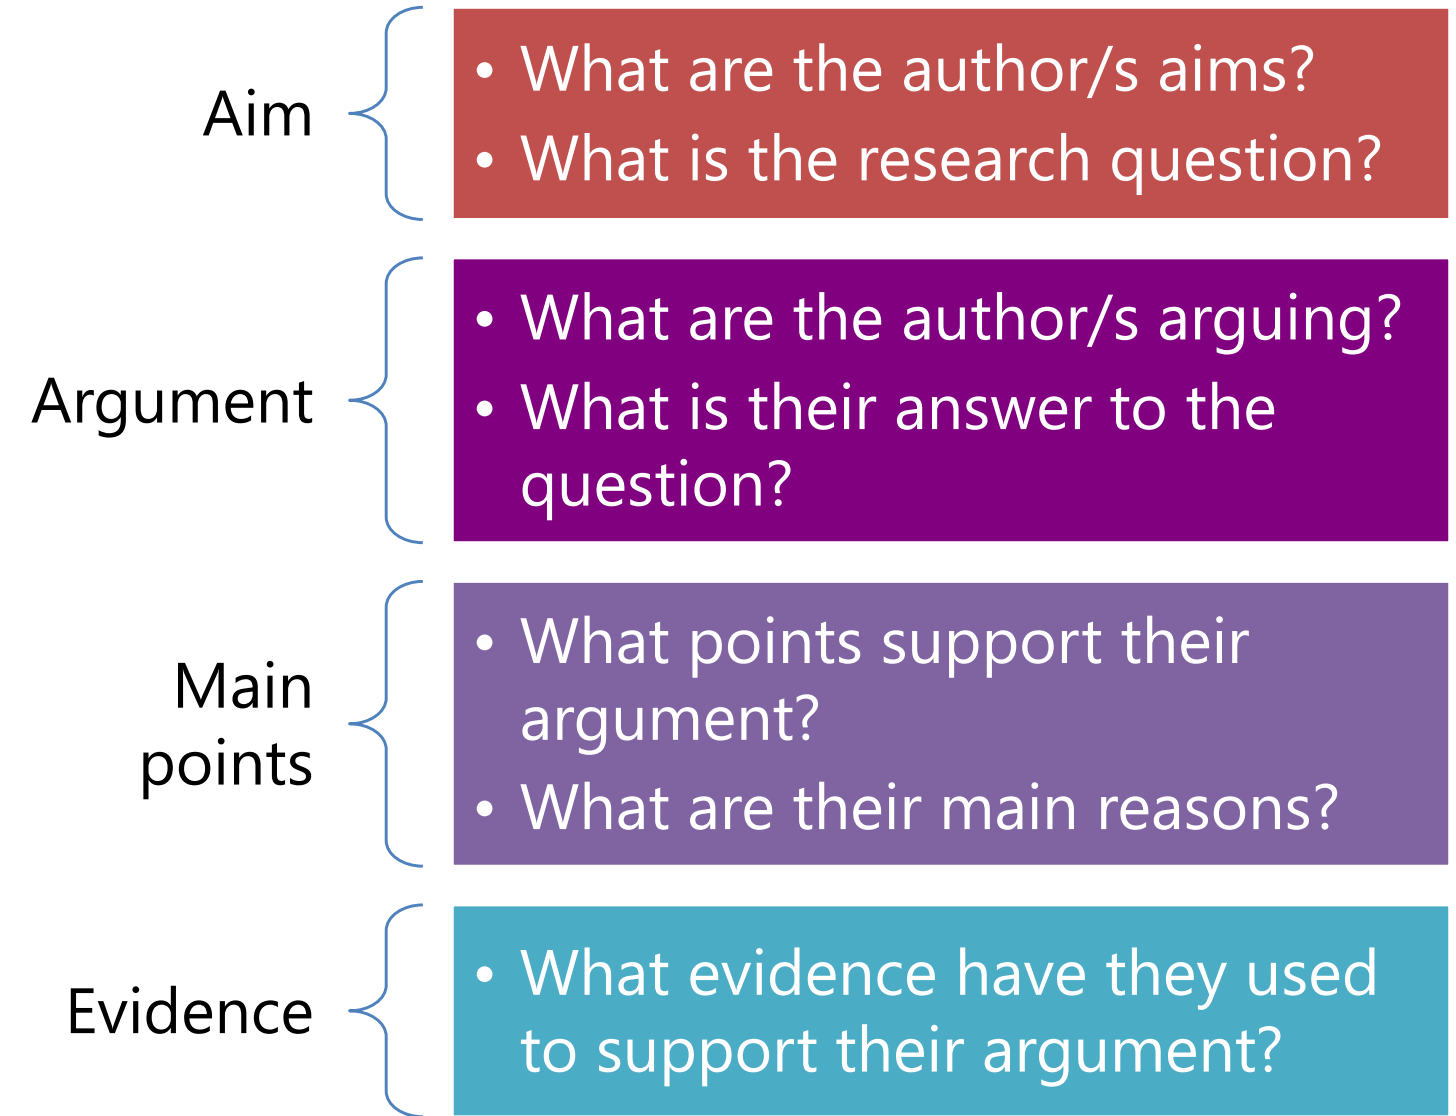 Aim
• What are the author/s aims?
• What is the research question?
Argument
• What are the author/s arguing?
• What is their answer to the
question?
Main
points
• What points support their
argument?
• What are their main reasons?
Evidence
• What evidence have they used
to support their argument?